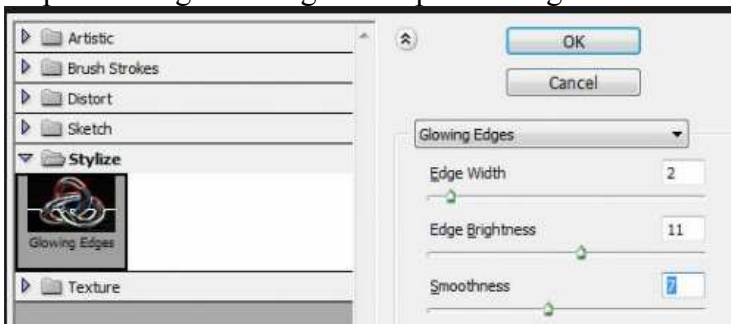 Artistic
Brush Strokes
Distort
Sketch
Stylize
Glowing Edges
Texture
OK
Cancel
Glowing Edges
Edge Width 2
Edge Brightness 11
Smoothness 7